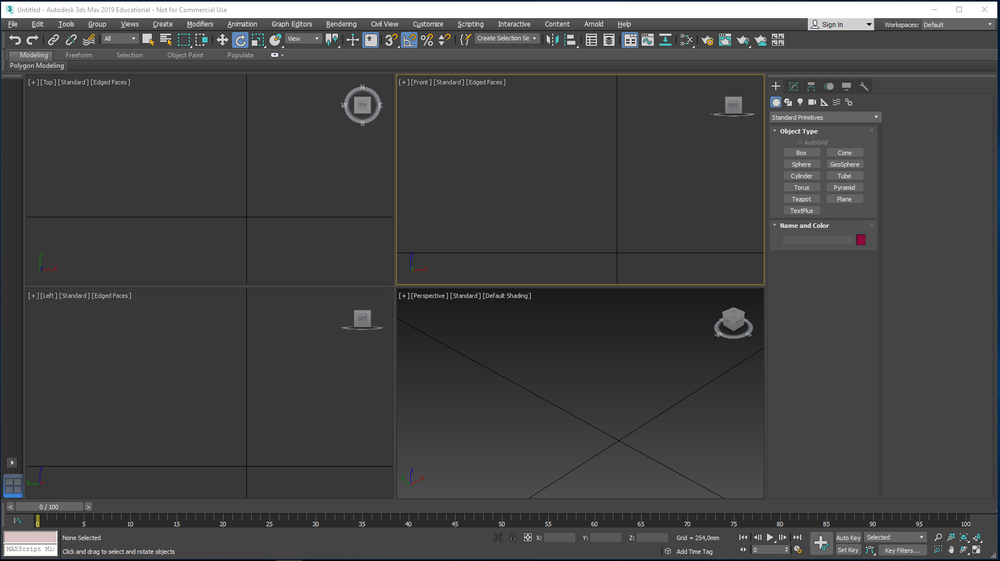 Untitled - Autodesk 3ds Max 2019 Educational - Not for Commercial Use
File Edit Tools Group Views Create Modifiers Animation Graph Editors Rendering Civil View Customize Scripting Interactive Content Arnold Help Sign In Workspaces: Default
All View 3 Create Selection Se
Modeling Freeform Selection Object Paint Populate
Polygon Modeling
[+] [Top] [Standard] [Edged Faces]
N
W TOP E
S
y
z x
[+] [Front] [Standard] [Edged Faces]
FRONT
z
y x
[+] [Left] [Standard] [Edged Faces]
LEFT
z
y x
[+] [Perspective] [Standard] [Default Shading]
W S
z
y x
Standard Primitives
Object Type
AutoGrid
Box Cone
Sphere GeoSphere
Cylinder Tube
Torus Pyramid
Teapot Plane
TextPlus
Name and Color
< 0 / 100 >
0 5 10 15 20 25 30 35 40 45 50 55 60 65 70 75 80 85 90 95 100
None Selected X: Y: Z: Grid = 254,0mm Auto Key Selected
MAXScript Mi
Click and drag to select and rotate objects Add Time Tag 0 Set Key Key Filters...